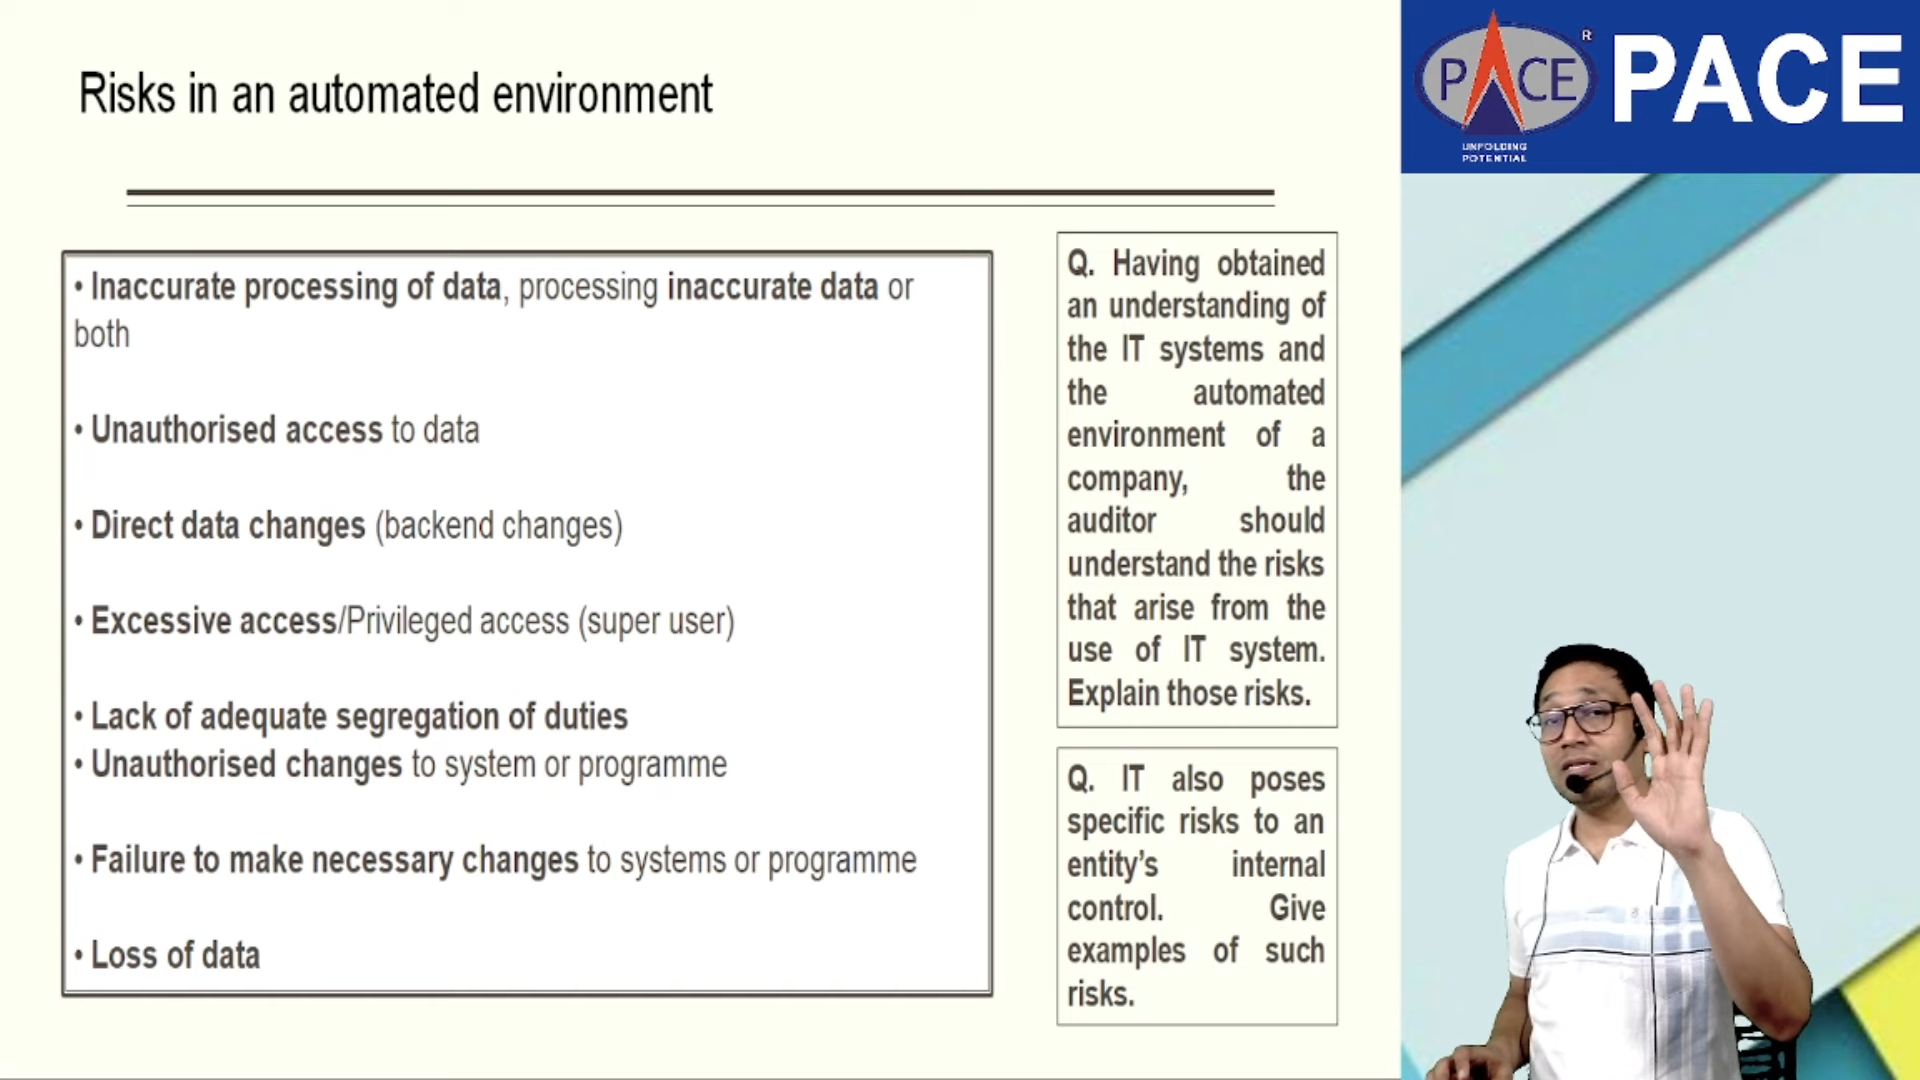 Risks in an automated environment
• Inaccurate processing of data, processing inaccurate data or
both
• Unauthorised access to data
• Direct data changes (backend changes)
• Excessive access/Privileged access (super user)
• Lack of adequate segregation of duties
• Unauthorised changes to system or programme
• Failure to make necessary changes to systems or programme
• Loss of data
Q. Having obtained
an understanding of
the IT systems and
the automated
environment of a
company, the
auditor should
understand the risks
that arise from the
use of IT system.
Explain those risks.
Q. IT also poses
specific risks to an
entity’s internal
control. Give
examples of such
risks.
PACE
R
UNFOLDING
POTENTIAL
PACE